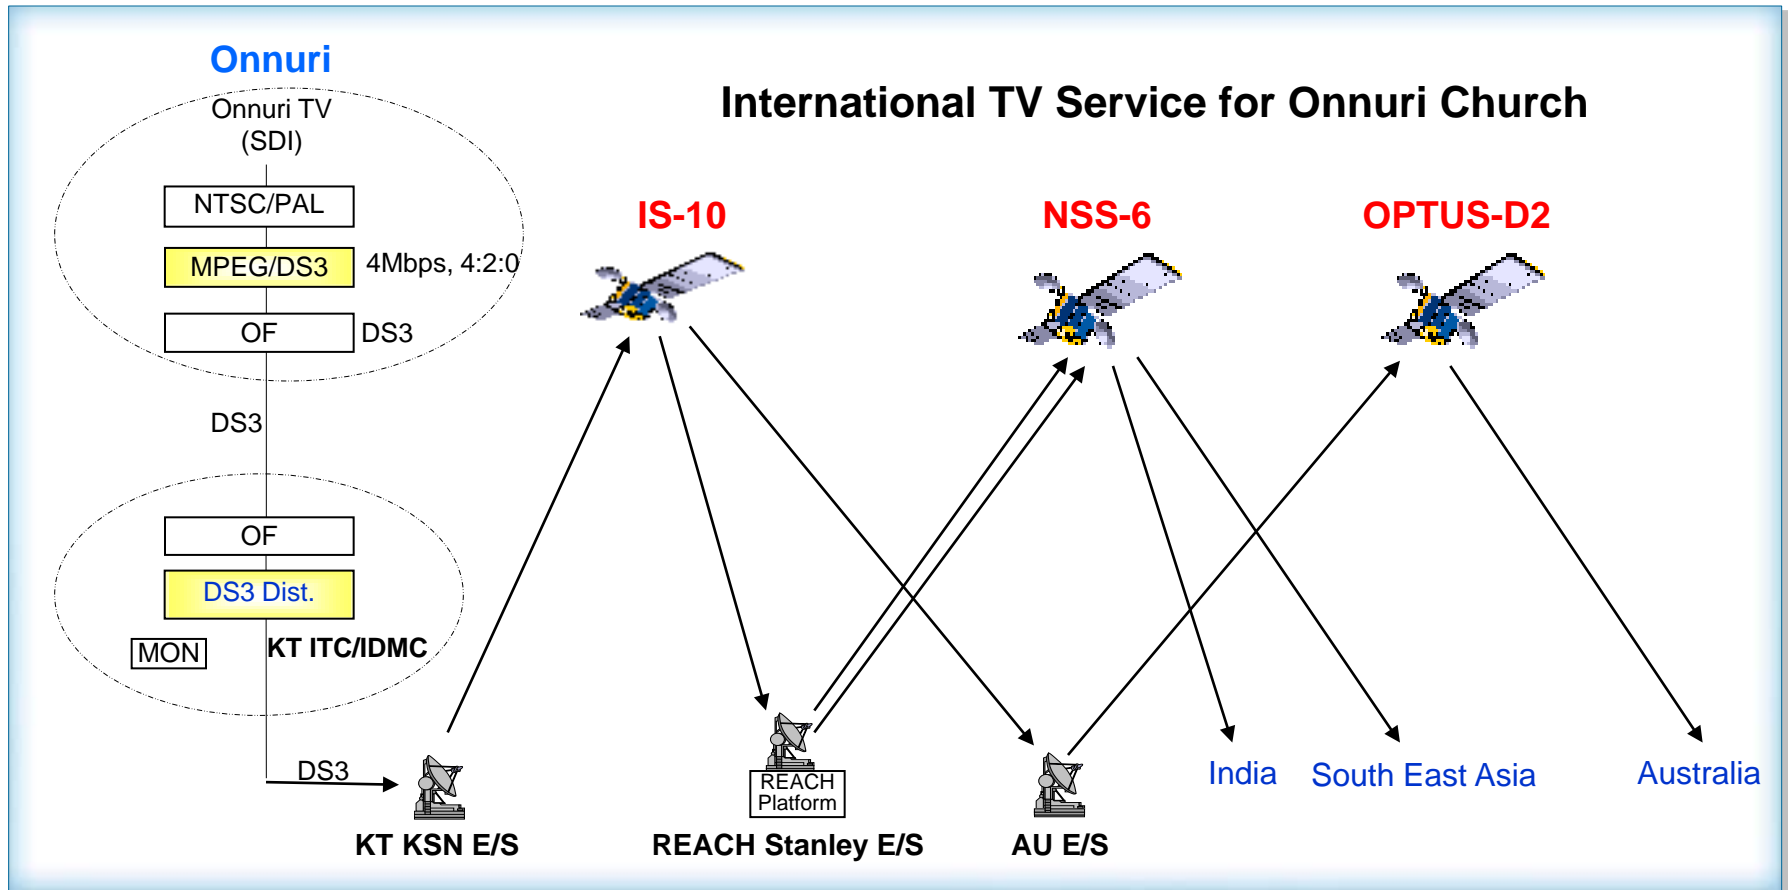 Onnuri
International TV Service for Onnuri Church
Onnuri TV
(SDI)
NTSC/PAL
MPEG/DS3
4Mbps, 4:2:0
OF
DS3
DS3
OF
DS3 Dist.
MON
KT ITC/IDMC
DS3
KT KSN E/S
IS-10
NSS-6
OPTUS-D2
REACH
Platform
REACH Stanley E/S
AU E/S
India
South East Asia
Australia